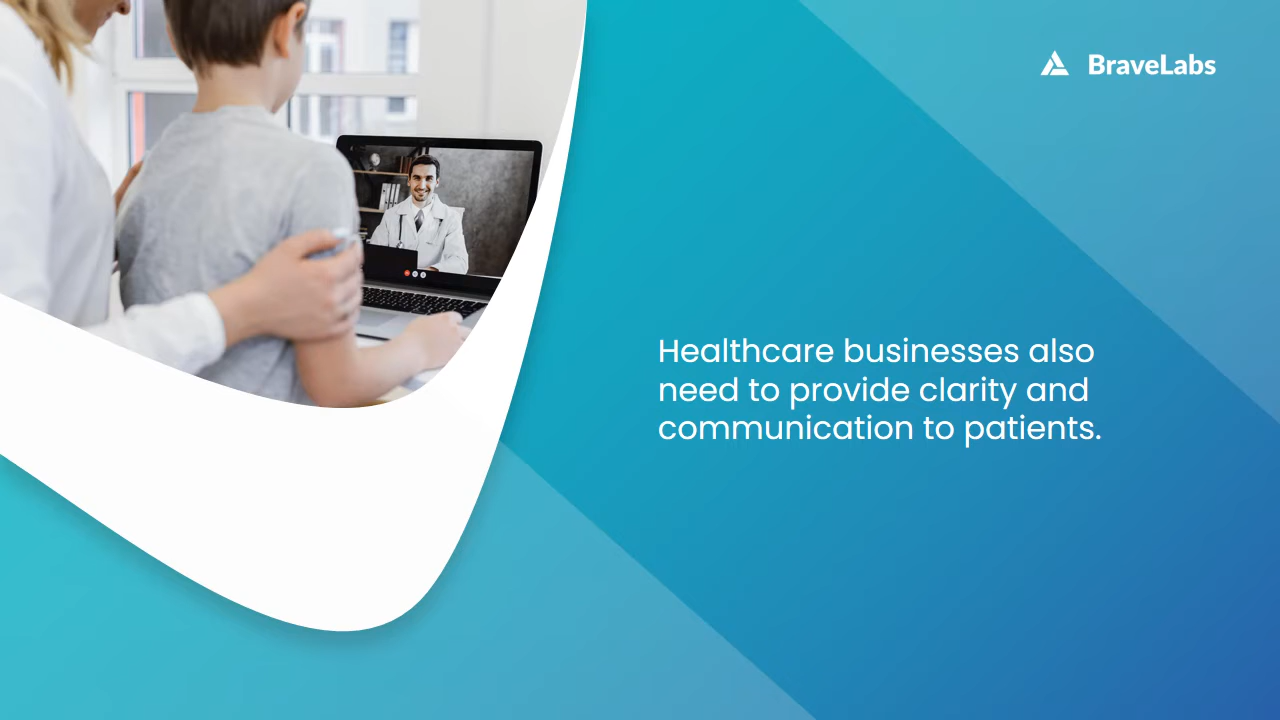 BraveLabs
Healthcare businesses also
need to provide clarity and
communication to patients.